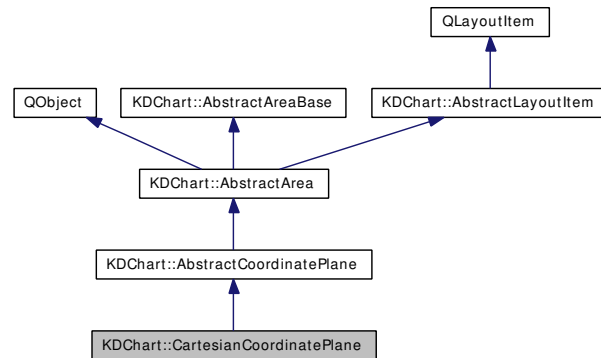 QLayoutItem
QObject
KDChart::AbstractAreaBase
KDChart::AbstractLayoutItem
KDChart::AbstractArea
KDChart::AbstractCoordinatePlane
KDChart::CartesianCoordinatePlane